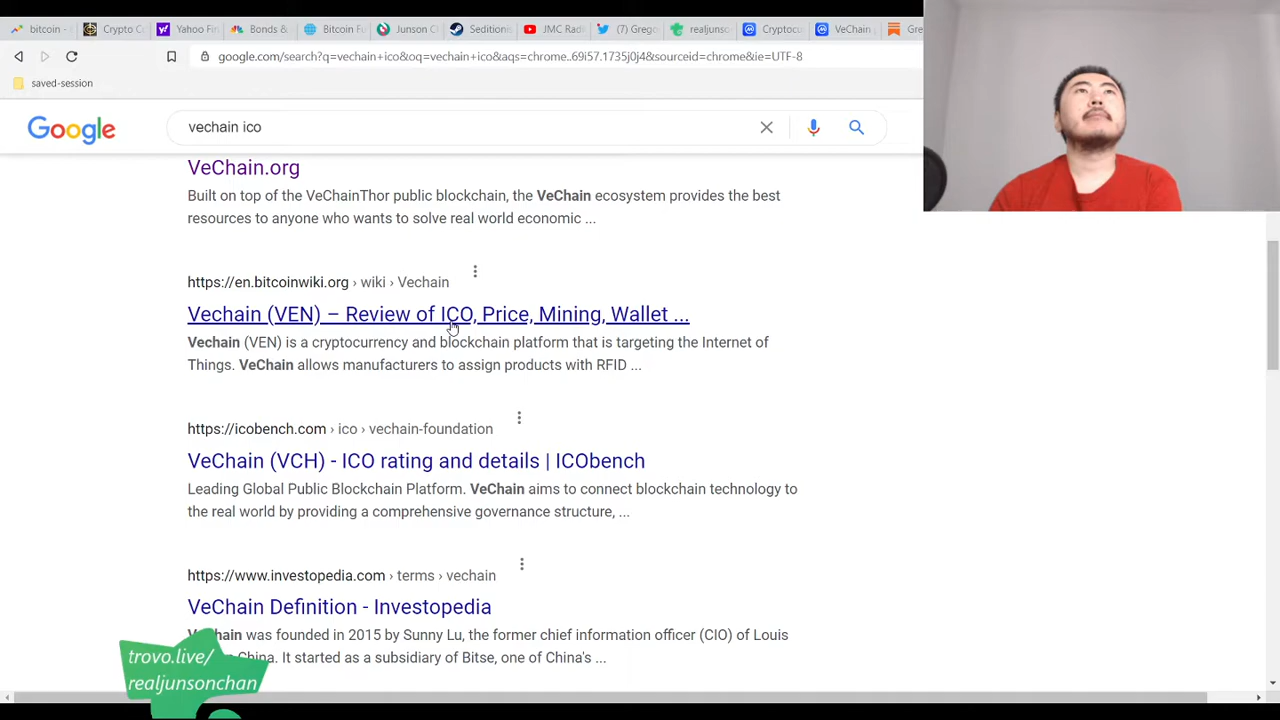 bitcoin -
Crypto C
Yahoo Fina
Bonds &
Bitcoin Fu
Junson Ch
Seditions
JMC Rad
(7) Grego
realjunson
Cryptocu
VeChain
Gre
google.com/search?q=vechain+ico&oq=vechain+ico&aqs=chrome..69i57.1735j0j4&sourceid=chrome&ie=UTF-8
saved-session
Google
vechain ico
VeChain.org
Built on top of the VeChainThor public blockchain, the VeChain ecosystem provides the best
resources to anyone who wants to solve real world economic ...
https://en.bitcoinwiki.org › wiki › Vechain
Vechain (VEN) – Review of ICO, Price, Mining, Wallet ...
Vechain (VEN) is a cryptocurrency and blockchain platform that is targeting the Internet of
Things. VeChain allows manufacturers to assign products with RFID ...
https://icobench.com › ico › vechain-foundation
VeChain (VCH) - ICO rating and details | ICObench
Leading Global Public Blockchain Platform. VeChain aims to connect blockchain technology to
the real world by providing a comprehensive governance structure, ...
https://www.investopedia.com › terms › vechain
VeChain Definition - Investopedia
hain was founded in 2015 by Sunny Lu, the former chief information officer (CIO) of Louis
China. It started as a subsidiary of Bitse, one of China's ...
trovo.live/
realjunsonchan